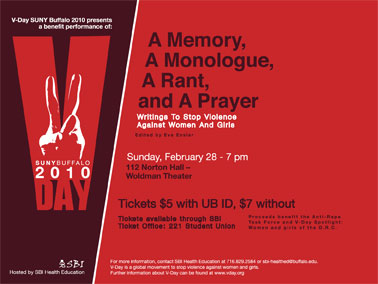 V-Day SUNY Buffalo 2010 presents
a benefit performance of:
SUNYBUFFALO
2010
DAY
SBI
Hosted by SBI Health Education
A Memory,
A Monologue,
A Rant,
and A Prayer
Writings To Stop Violence
Against Women And Girls
Edited by Eve Ensler
Sunday, February 28 - 7 pm
112 Norton Hall –
Woldman Theater
Tickets $5 with UB ID, $7 without
Tickets available through SBI
Ticket Office: 221 Student Union
Proceeds benefit the Anti-Rape
Task Force and V-Day Spotlight:
Women and girls of the D.R.C.
For more information, contact SBI Health Education at 716.829.2584 or sbi-healthed@buffalo.edu.
V-Day is a global movement to stop violence against women and girls.
Further information about V-Day can be found at www.vday.org